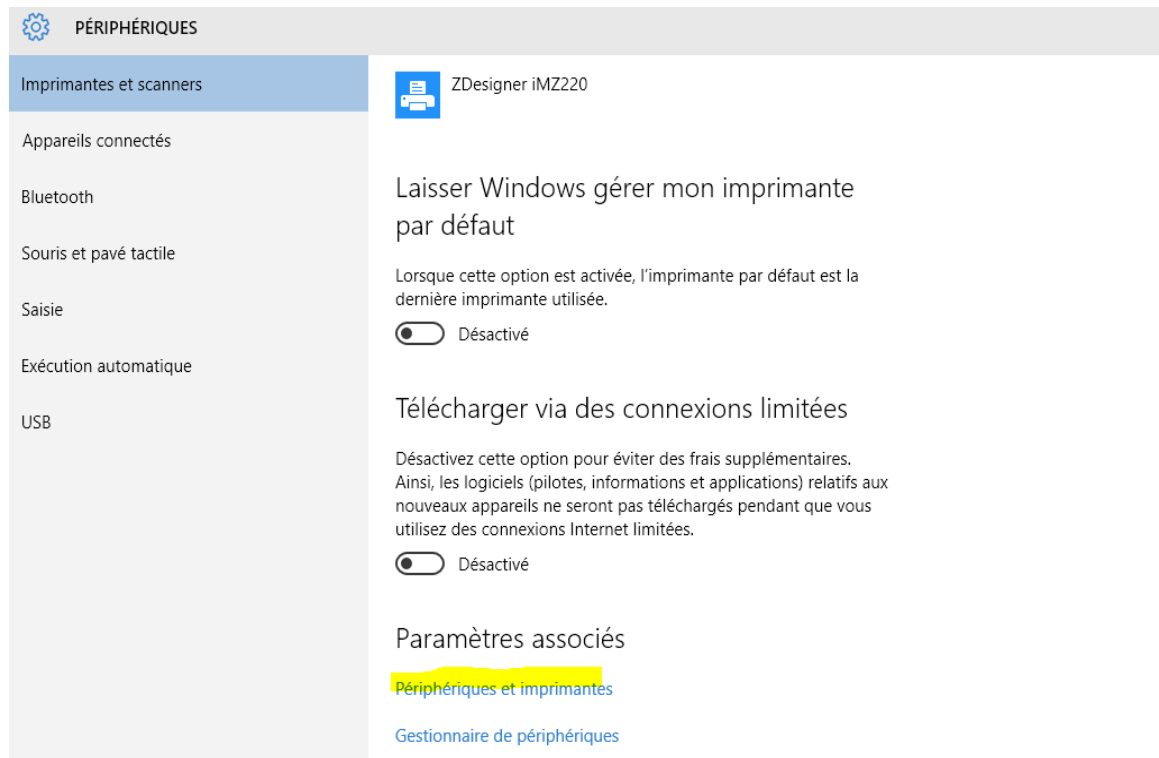 PÉRIPHÉRIQUES
Imprimantes et scanners
Appareils connectés
Bluetooth
Souris et pavé tactile
Saisie
Exécution automatique
USB
ZDesigner iMZ220
Laisser Windows gérer mon imprimante
par défaut
Lorsque cette option est activée, l'imprimante par défaut est la
dernière imprimante utilisée.
Désactivé
Télécharger via des connexions limitées
Désactivez cette option pour éviter des frais supplémentaires.
Ainsi, les logiciels (pilotes, informations et applications) relatifs aux
nouveaux appareils ne seront pas téléchargés pendant que vous
utilisez des connexions Internet limitées.
Désactivé
Paramètres associés
Périphériques et imprimantes
Gestionnaire de périphériques